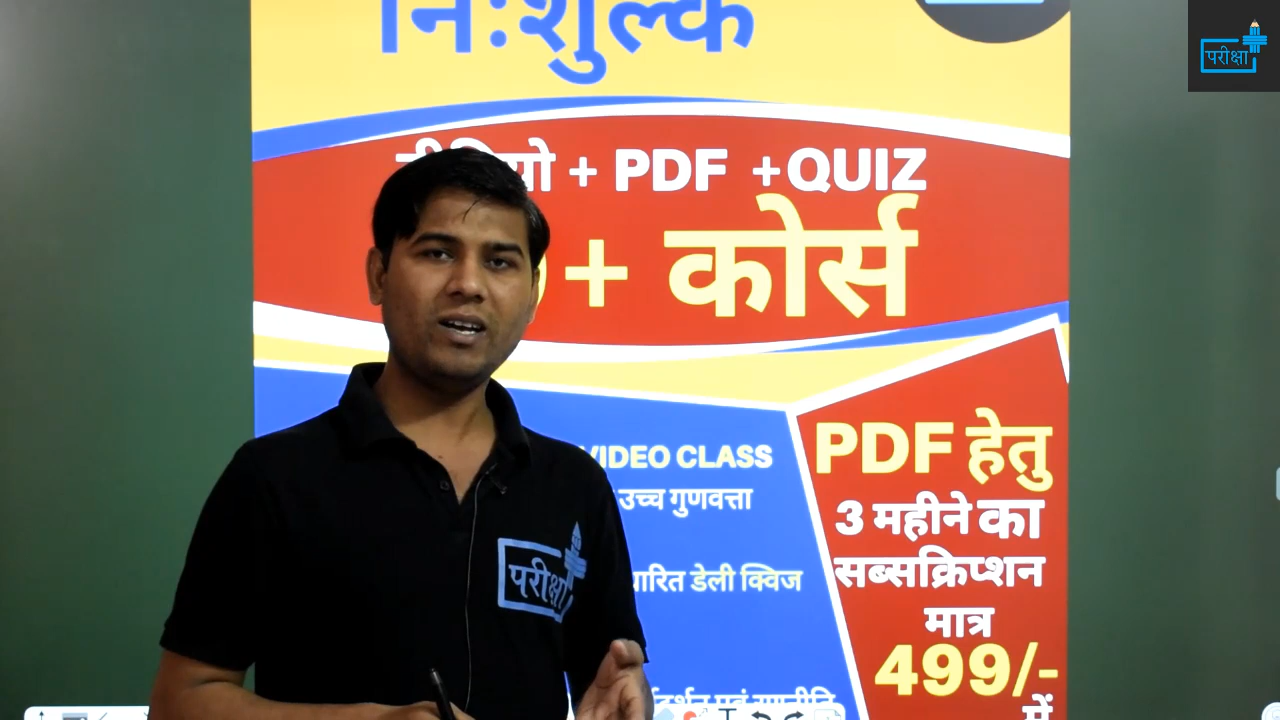 निःशुल्क
परीक्षा
+ PDF +QUIZ
+ कोर्स
VIDEO CLASS
उच्च गुणवत्ता
डेली क्विज
PDF हेतु
3 महीने का
सब्सक्रिप्शन
मात्र
499/-
में
परीक्षा